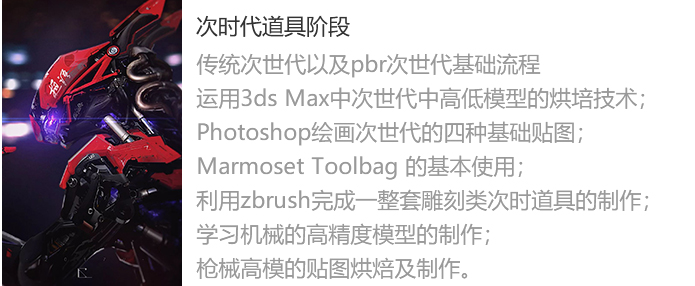 次时代道具阶段
传统次世代以及pbr次世代基础流程
运用3ds Max中次世代中高低模型的烘培技术；
Photoshop绘画次世代的四种基础贴图；
Marmoset Toolbag 的基本使用；
利用zbrush完成一整套雕刻类次时道具的制作；
学习机械的高精度模型的制作；
枪械高模的贴图烘焙及制作。